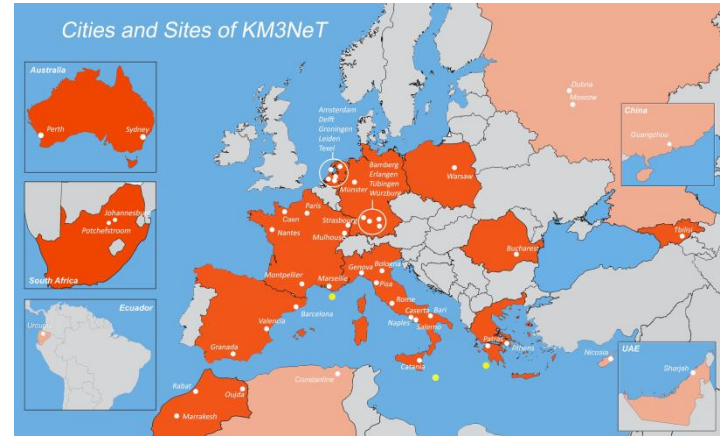 Cities and Sites of KM3NeT
Australia
Perth
Sydney
Johannesburg
Potchefstroom
South Africa
Ecuador
Amsterdam
Delft
Groningen
Leiden
Texel
Bamberg
Erlangen
Tübingen
Würzburg
Münster
Warsaw
Dubna
Moscow
China
Guangzhou
Paris
Caen
Nantes
Strasbourg
Mulhouse
Bucharest
Tbilisi
Montpellier
Marseille
Genova
Bologna
Pisa
Rome
Caserta
Bari
Naples
Salerno
Barcelona
Valencia
Granada
Catania
Patras
Athens
Nicosia
UAE
Sharjah
Rabat
Oujda
Marrakesh
Constantine